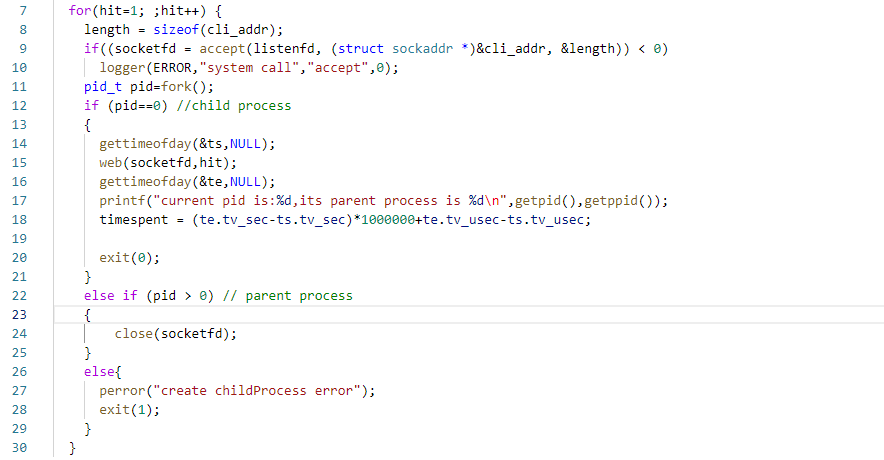 7 for(hit=1; ;hit++) {
8 length = sizeof(cli_addr);
9 if((socketfd = accept(listenfd, (struct sockaddr *)&cli_addr, &length)) < 0)
10 logger(ERROR,"system call","accept",0);
11 pid_t pid=fork();
12 if (pid==0) //child process
13 {
14 gettimeofday(&ts,NULL);
15 web(socketfd,hit);
16 gettimeofday(&te,NULL);
17 printf("current pid is:%d,its parent process is %d\n",getpid(),getppid());
18 timespent = (te.tv_sec-ts.tv_sec)*1000000+te.tv_usec-ts.tv_usec;
19
20 exit(0);
21 }
22 else if (pid > 0) // parent process
23 {
24 close(socketfd);
25 }
26 else{
27 perror("create childProcess error");
28 exit(1);
29 }
30 }